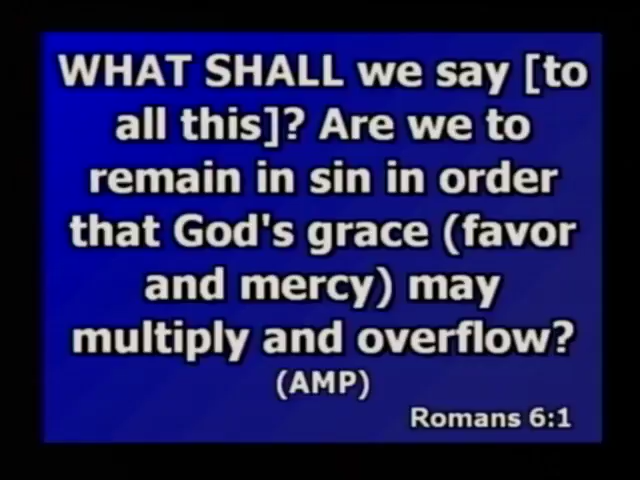 WHAT SHALL we say [to
all this]? Are we to
remain in sin in order
that God's grace (favor
and mercy) may
multiply and overflow?
(AMP)
Romans 6:1